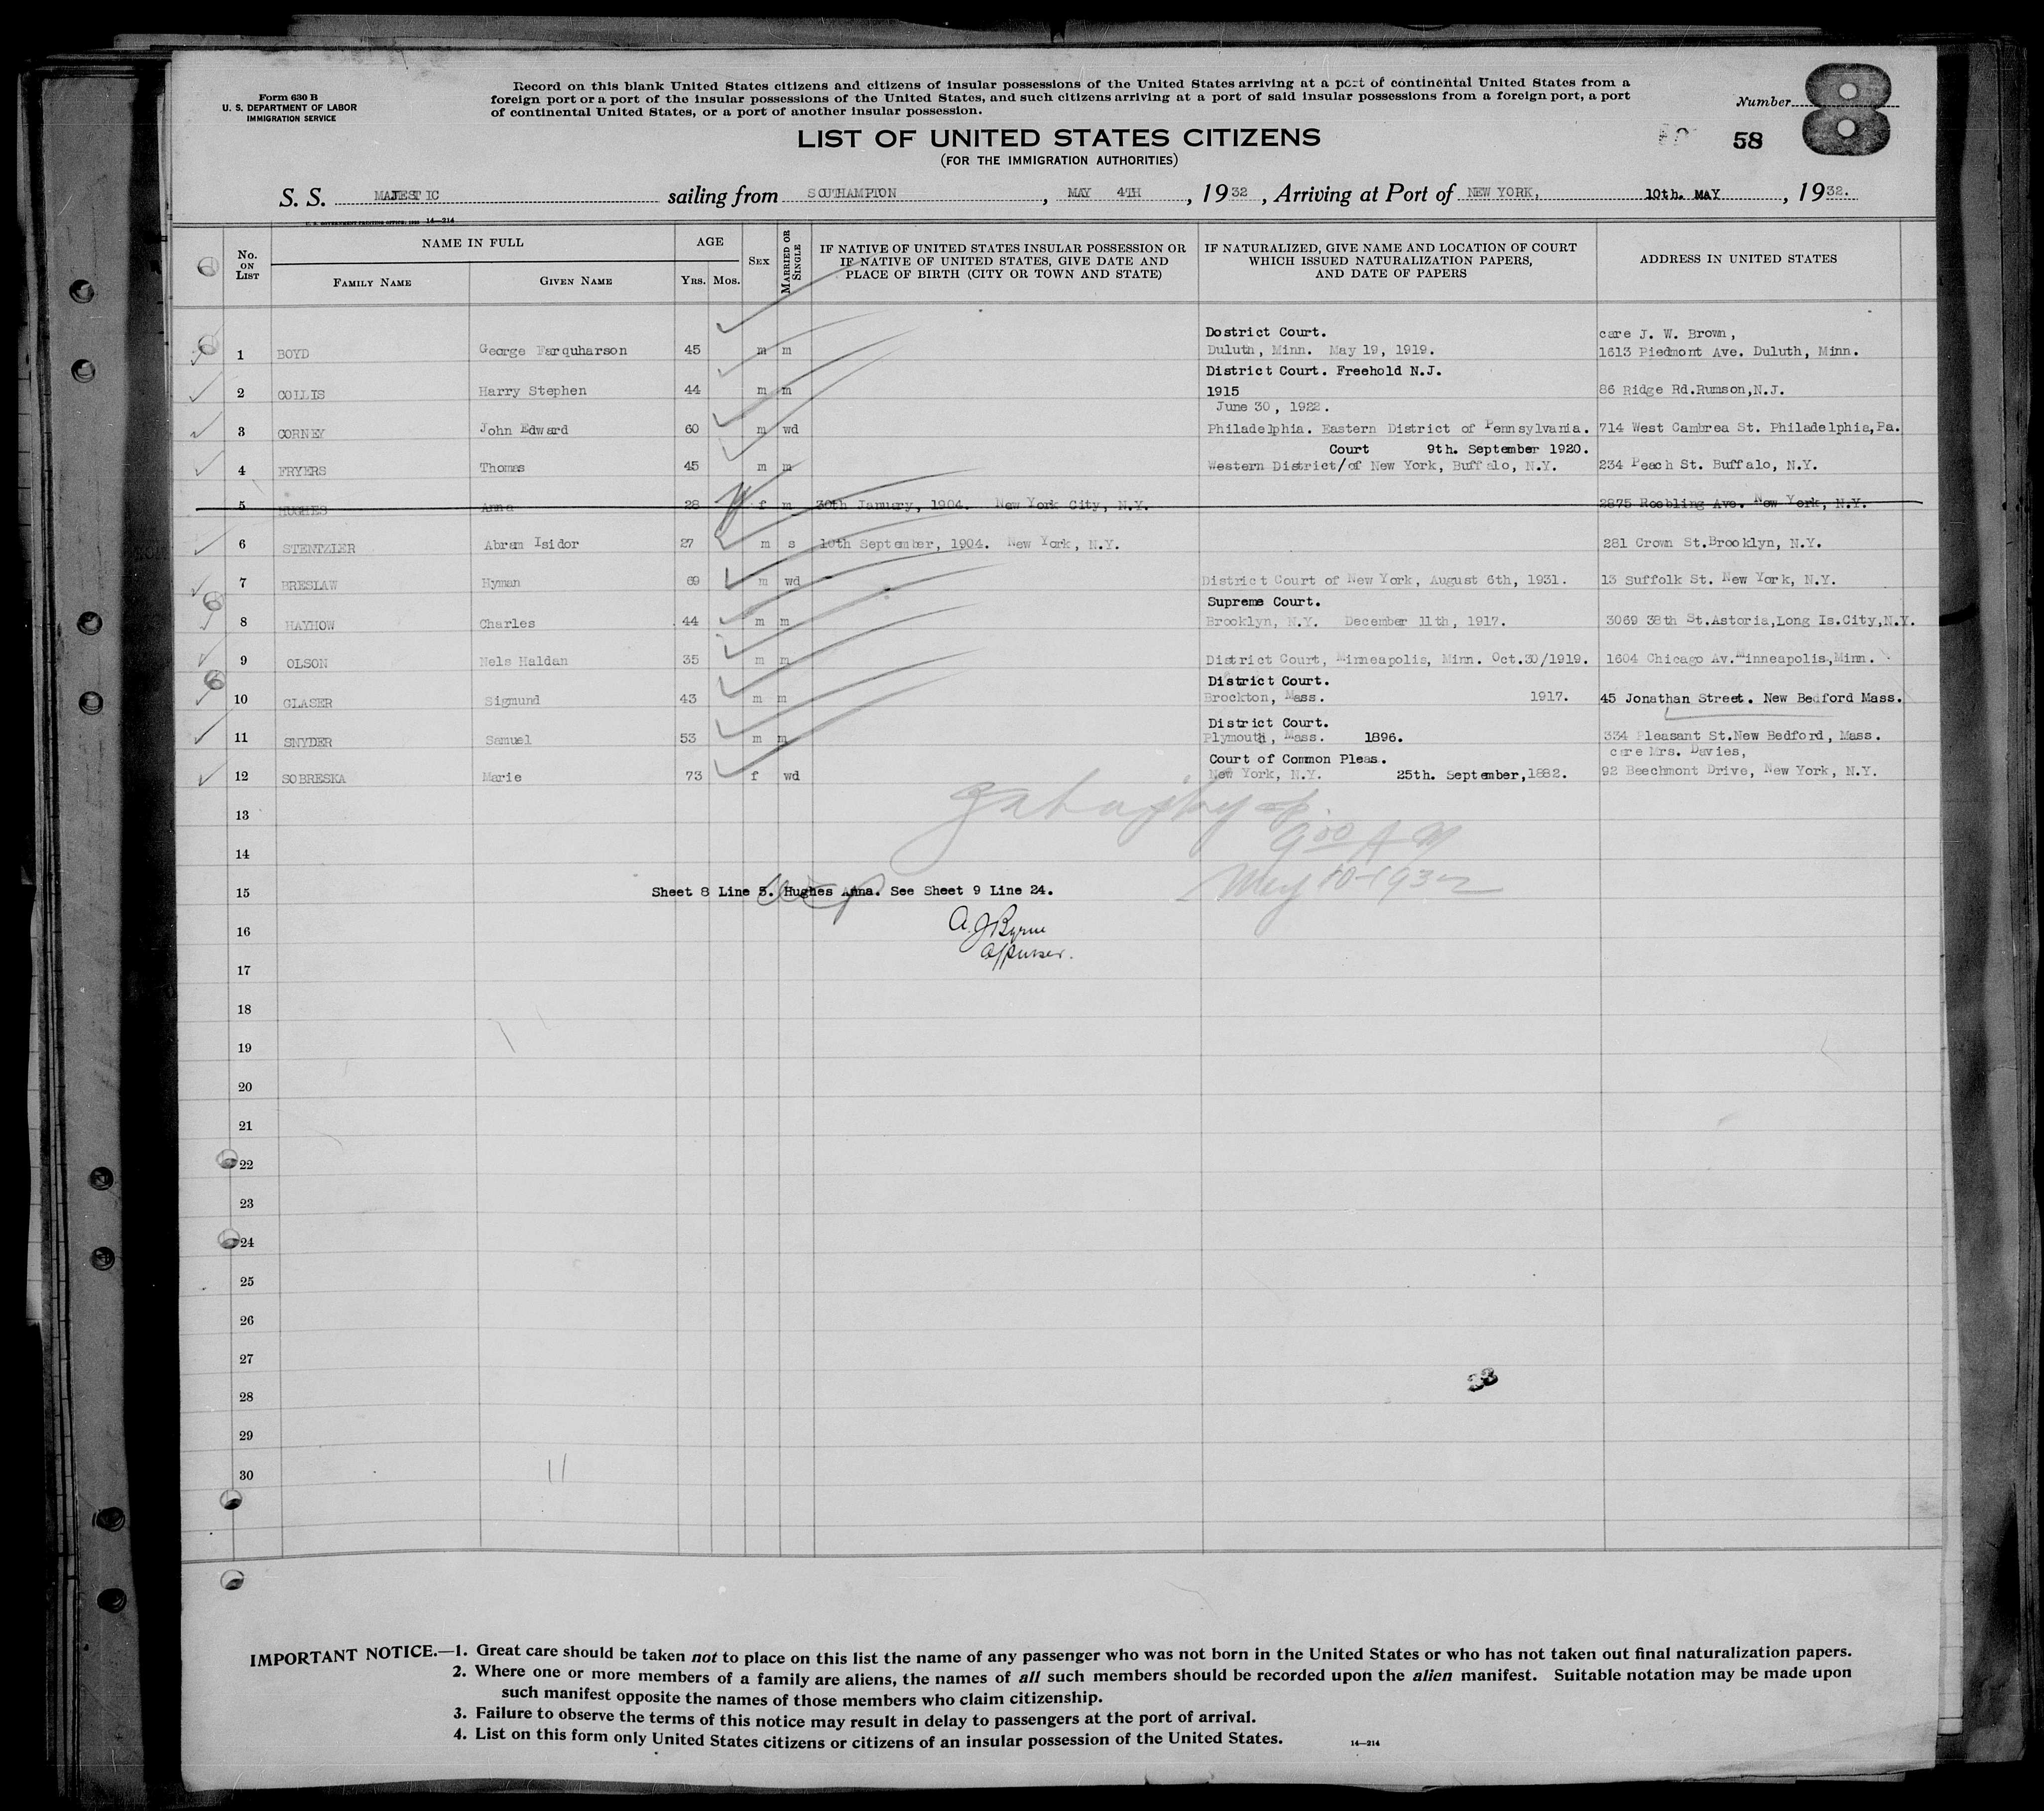 Form 630 B
U. S. DEPARTMENT OF LABOR
IMMIGRATION SERVICE
Record on this blank United States citizens and citizens of insular possessions of the United States arriving at a port of continental United States from a
foreign port or a port of the insular possessions of the United States, and such citizens arriving at a port of said insular possessions from a foreign port, a port
of continental United States, or a port of another insular possession.
Number 8
58
LIST OF UNITED STATES CITIZENS
(FOR THE IMMIGRATION AUTHORITIES)
S. S. MAJESTIC sailing from SOUTHAMPTON, MAY 4TH, 1932, Arriving at Port of NEW YORK, 10th. MAY, 1932.
14—214
No. ON LIST
NAME IN FULL
FAMILY NAME
GIVEN NAME
AGE
YRS. MOS.
SEX
MARRIED OR SINGLE
IF NATIVE OF UNITED STATES INSULAR POSSESSION OR
IF NATIVE OF UNITED STATES, GIVE DATE AND
PLACE OF BIRTH (CITY OR TOWN AND STATE)
IF NATURALIZED, GIVE NAME AND LOCATION OF COURT
WHICH ISSUED NATURALIZATION PAPERS,
AND DATE OF PAPERS
ADDRESS IN UNITED STATES
Dostrict Court. care J. W. Brown,
1 BOYD George Farquharson 45 m m Duluth, Minn. May 19, 1919. 1613 Piedmont Ave. Duluth, Minn.
District Court. Freehold N.J.
2 COLLIS Harry Stephen 44 m m 1915 86 Ridge Rd.Rumson,N.J.
June 30, 1922.
3 CORNEY John Edward 60 m wd Philadelphia. Eastern District of Pennsylvania. 714 West Cambrea St. Philadelphia,Pa.
Court 9th. September 1920.
4 FRYERS Thomas 45 m m Western District/of New York, Buffalo, N.Y. 234 Peach St. Buffalo, N.Y.
5 HUGHES Anna 28 f m 30th January, 1904. New York City, N.Y. 2875 Roebling Ave. New York, N.Y.
6 STENTZIER Abram Isidor 27 m s 10th September, 1904. New York, N.Y. 281 Crown St.Brooklyn, N.Y.
7 BRESLAW Hyman 69 m wd District Court of New York, August 6th, 1931. 13 Suffolk St. New York, N.Y.
Supreme Court.
8 HAYHOW Charles 44 m m Brooklyn, N.Y. December 11th, 1917. 3069 38th St.Astoria,Long Is.City,N.Y.
9 OLSON Nels Haldan 35 m m District Court, Minneapolis, Minn. Oct.30/1919. 1604 Chicago Av.Minneapolis,Minn.
District Court.
10 GLASER Sigmund 43 m m Brockton, Mass. 1917. 45 Jonathan Street. New Bedford Mass.
District Court.
11 SNYDER Samuel 53 m m Plymouth, Mass. 1896. 334 Pleasant St.New Bedford, Mass.
Court of Common Pleas. care Mrs. Davies,
12 SOBRESKA Marie 73 f wd New York, N.Y. 25th. September,1882. 92 Beechmont Drive, New York, N.Y.
13
9 00 A M
14
May 10-1932
15 Sheet 8 Line 5. Hughes Anna. See Sheet 9 Line 24.
16 A. J Byrne
17
18
19
20
21
22
23
24
25
26
27
28
29
30
11
IMPORTANT NOTICE.—1. Great care should be taken not to place on this list the name of any passenger who was not born in the United States or who has not taken out final naturalization papers.
2. Where one or more members of a family are aliens, the names of all such members should be recorded upon the alien manifest. Suitable notation may be made upon
such manifest opposite the names of those members who claim citizenship.
3. Failure to observe the terms of this notice may result in delay to passengers at the port of arrival.
4. List on this form only United States citizens or citizens of an insular possession of the United States.
14—214